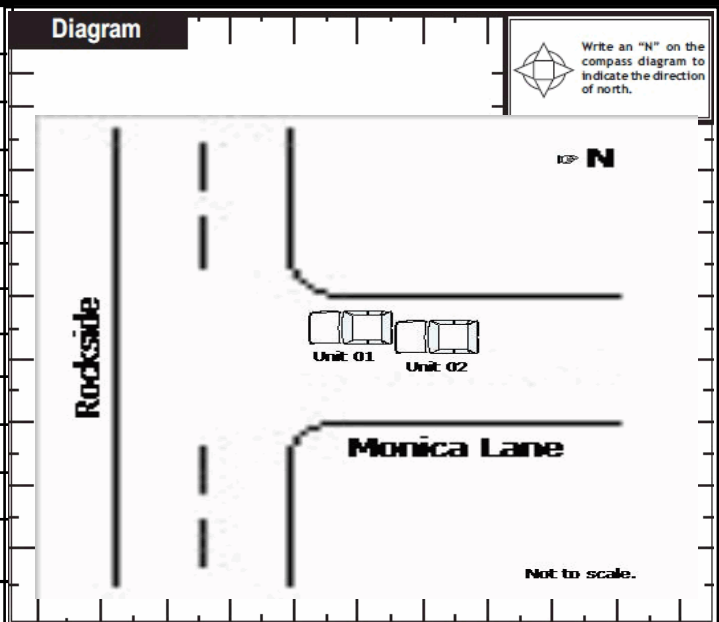 Diagram
Write an “N” on the
compass diagram to
indicate the direction
of north.
☞ N
Rockside
Unit 01
Unit 02
Monica Lane
Not to scale.